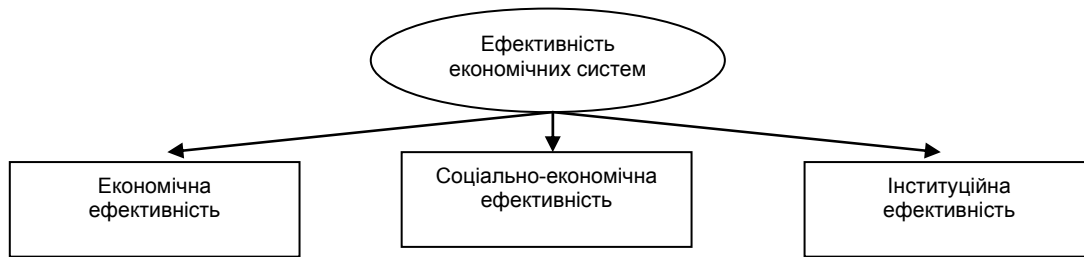 Ефективність
економічних систем
Економічна
ефективність
Соціально-економічна
ефективність
Інституційна
ефективність